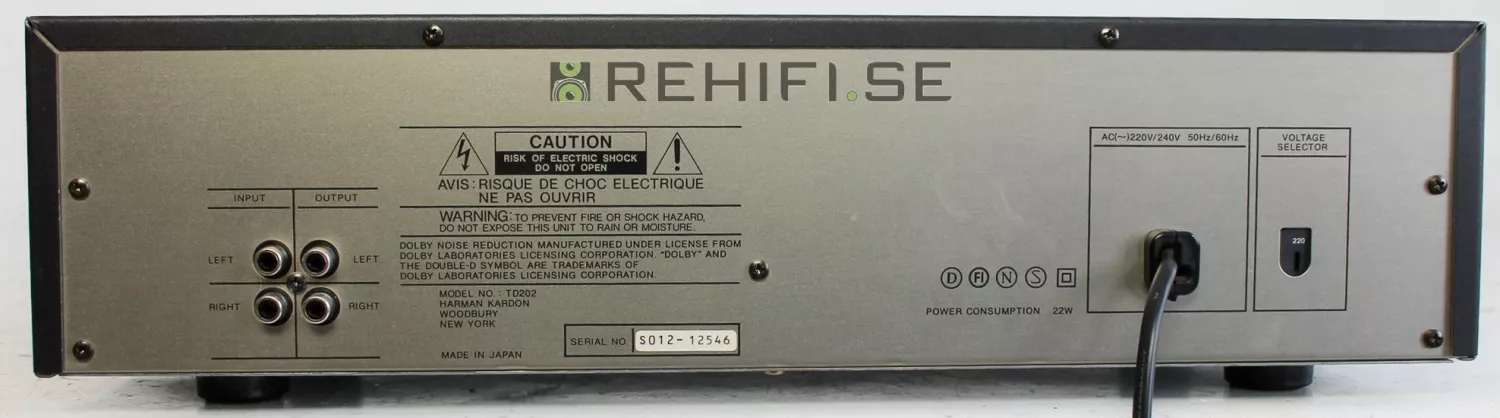 REHIFI.SE
CAUTION
RISK OF ELECTRIC SHOCK
DO NOT OPEN
AVIS : RISQUE DE CHOC ELECTRIQUE
NE PAS OUVRIR
WARNING: TO PREVENT FIRE OR SHOCK HAZARD,
DO NOT EXPOSE THIS UNIT TO RAIN OR MOISTURE.
DOLBY NOISE REDUCTION MANUFACTURED UNDER LICENSE FROM
DOLBY LABORATORIES LICENSING CORPORATION. "DOLBY" AND
THE DOUBLE-D SYMBOL ARE TRADEMARKS OF
DOLBY LABORATORIES LICENSING CORPORATION.
MODEL NO. : TD202
HARMAN KARDON
WOODBURY
NEW YORK
MADE IN JAPAN
SERIAL NO. S012-12546
INPUT OUTPUT
LEFT LEFT
RIGHT RIGHT
D FI N S
POWER CONSUMPTION 22W
AC(~)220V/240V 50Hz/60Hz
VOLTAGE
SELECTOR
220